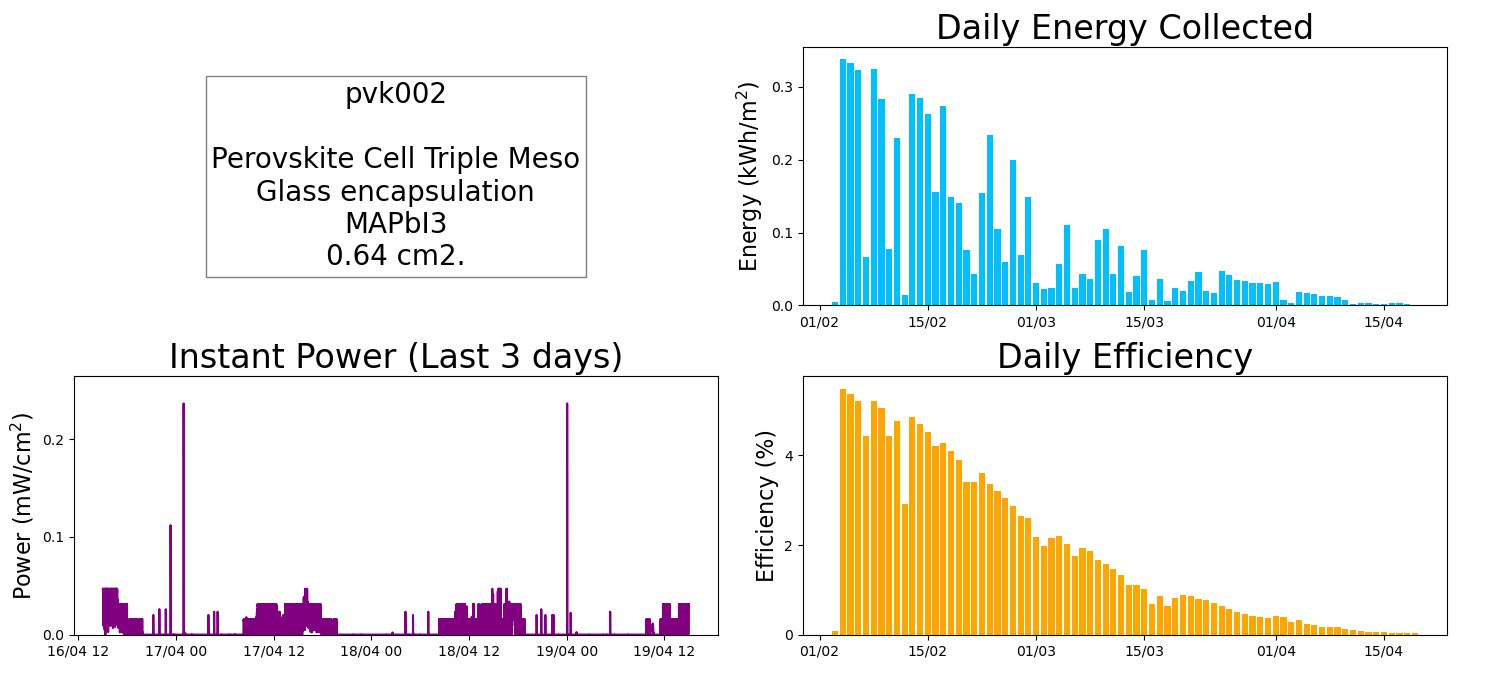 pvk002
Perovskite Cell Triple Meso
Glass encapsulation
MAPbI3
0.64 cm2.
Daily Energy Collected
Energy (kWh/m²)
0.3
0.2
0.1
0.0
01/02 15/02 01/03 15/03 01/04 15/04
Instant Power (Last 3 days)
Power (mW/cm²)
0.2
0.1
0.0
16/04 12 17/04 00 17/04 12 18/04 00 18/04 12 19/04 00 19/04 12
Daily Efficiency
Efficiency (%)
4
2
0
01/02 15/02 01/03 15/03 01/04 15/04